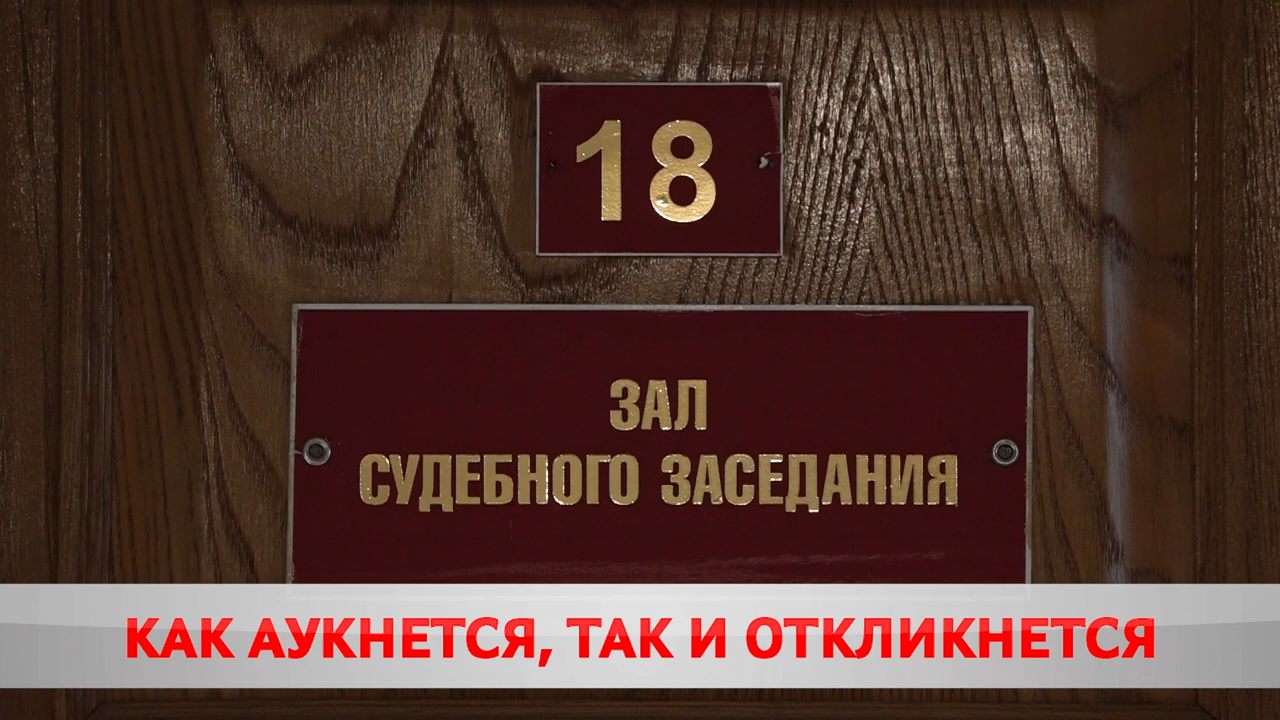 18
ЗАЛ
СУДЕБНОГО ЗАСЕДАНИЯ
КАК АУКНЕТСЯ, ТАК И ОТКЛИКНЕТСЯ